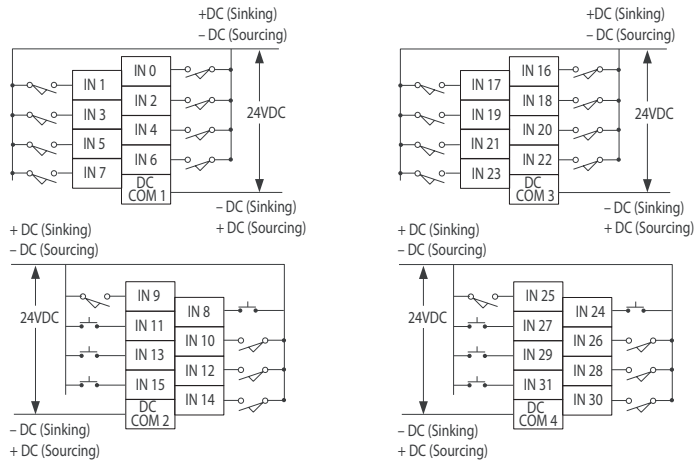 +DC (Sinking)
– DC (Sourcing)
IN 0
IN 1
IN 2
IN 3
IN 4
IN 5
IN 6
IN 7
DC
COM 1
24VDC
– DC (Sinking)
+ DC (Sourcing)
+DC (Sinking)
– DC (Sourcing)
IN 16
IN 17
IN 18
IN 19
IN 20
IN 21
IN 22
IN 23
DC
COM 3
24VDC
– DC (Sinking)
+ DC (Sourcing)
+ DC (Sinking)
– DC (Sourcing)
24VDC
IN 9
IN 8
IN 11
IN 10
IN 13
IN 12
IN 15
IN 14
DC
COM 2
– DC (Sinking)
+ DC (Sourcing)
+ DC (Sinking)
– DC (Sourcing)
24VDC
IN 25
IN 24
IN 27
IN 26
IN 29
IN 28
IN 31
IN 30
DC
COM 4
– DC (Sinking)
+ DC (Sourcing)